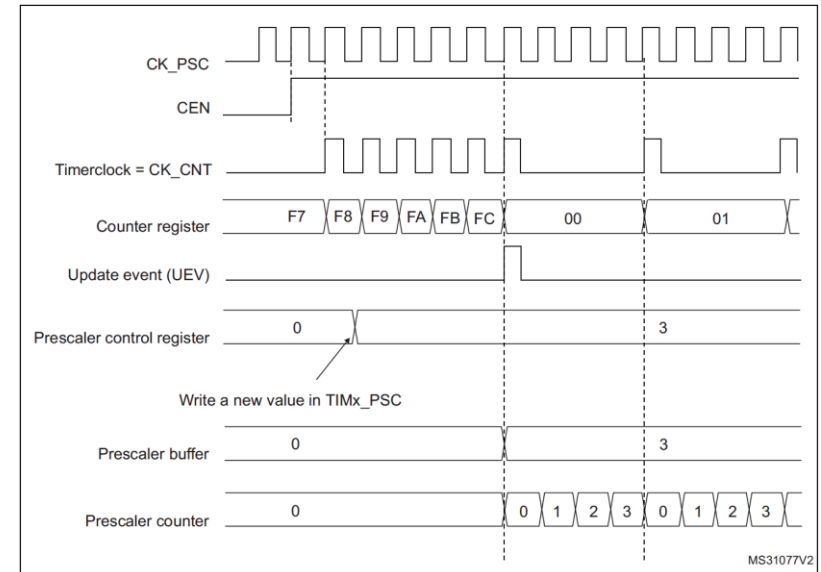 CK_PSC
CEN
Timerclock = CK_CNT
Counter register F7 F8 F9 FA FB FC 00 01
Update event (UEV)
Prescaler control register 0 3
Write a new value in TIMx_PSC
Prescaler buffer 0 3
Prescaler counter 0 0 1 2 3 0 1 2 3
MS31077V2